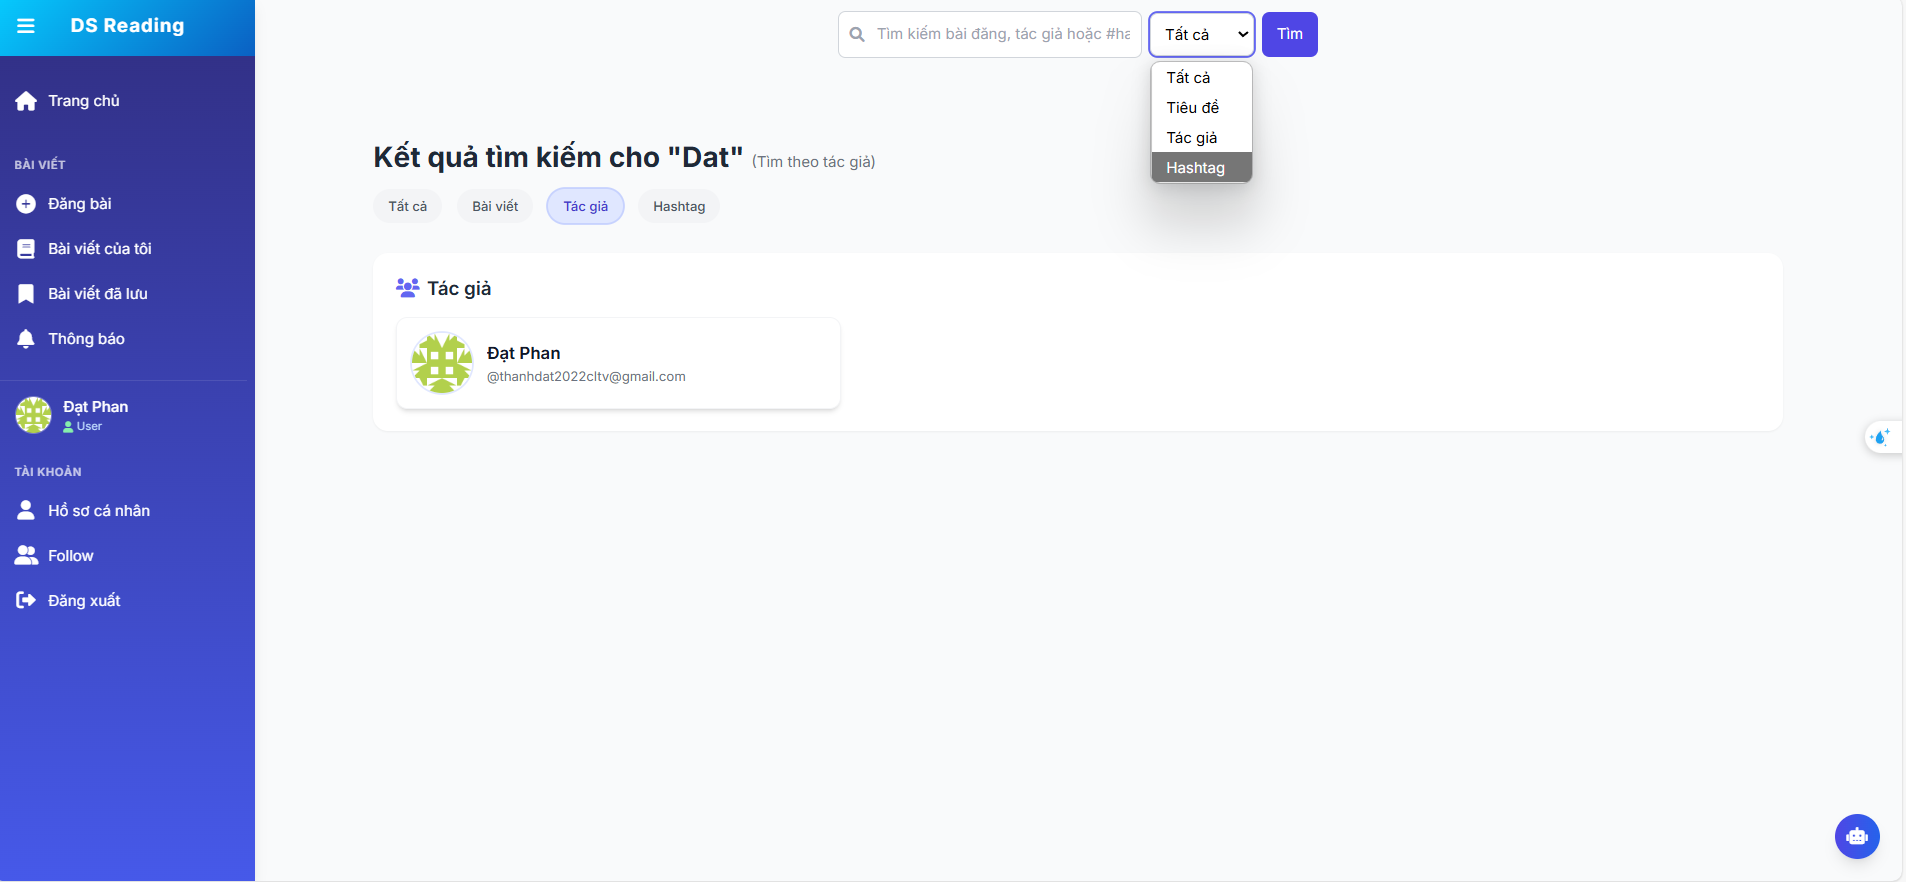 DS Reading
Trang chủ
BÀI VIẾT
Đăng bài
Bài viết của tôi
Bài viết đã lưu
Thông báo
Đạt Phan
User
TÀI KHOẢN
Hồ sơ cá nhân
Follow
Đăng xuất
Tìm kiếm bài đăng, tác giả hoặc #ha
Tất cả
Tìm
Tất cả
Tiêu đề
Tác giả
Hashtag
Kết quả tìm kiếm cho "Dat" (Tìm theo tác giả)
Tất cả Bài viết Tác giả Hashtag
Tác giả
Đạt Phan
@thanhdat2022cltv@gmail.com